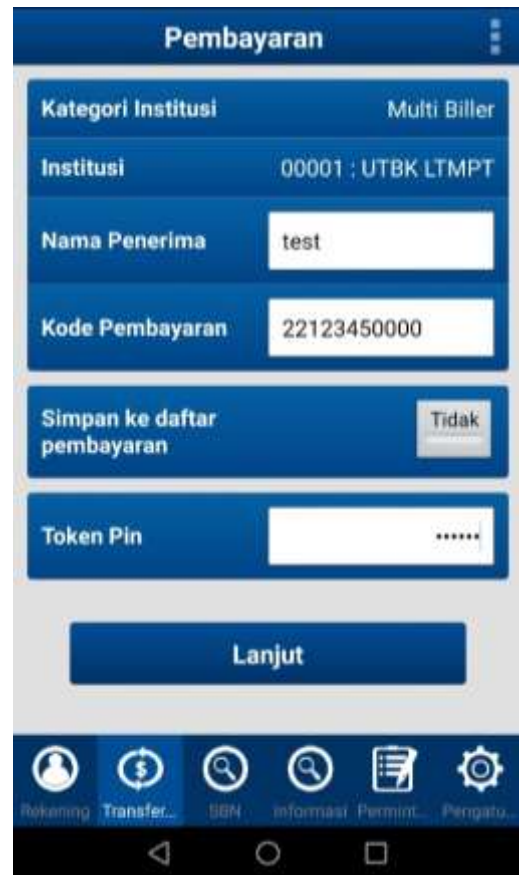 Pembayaran
Kategori Institusi Multi Biller
Institusi 00001 : UTBK LTMPT
Nama Penerima test
Kode Pembayaran 22123450000
Simpan ke daftar
pembayaran
Tidak
Token Pin ••••••
Lanjut
Rekening Transfer... SBN Informasi Permint... Pengatu...